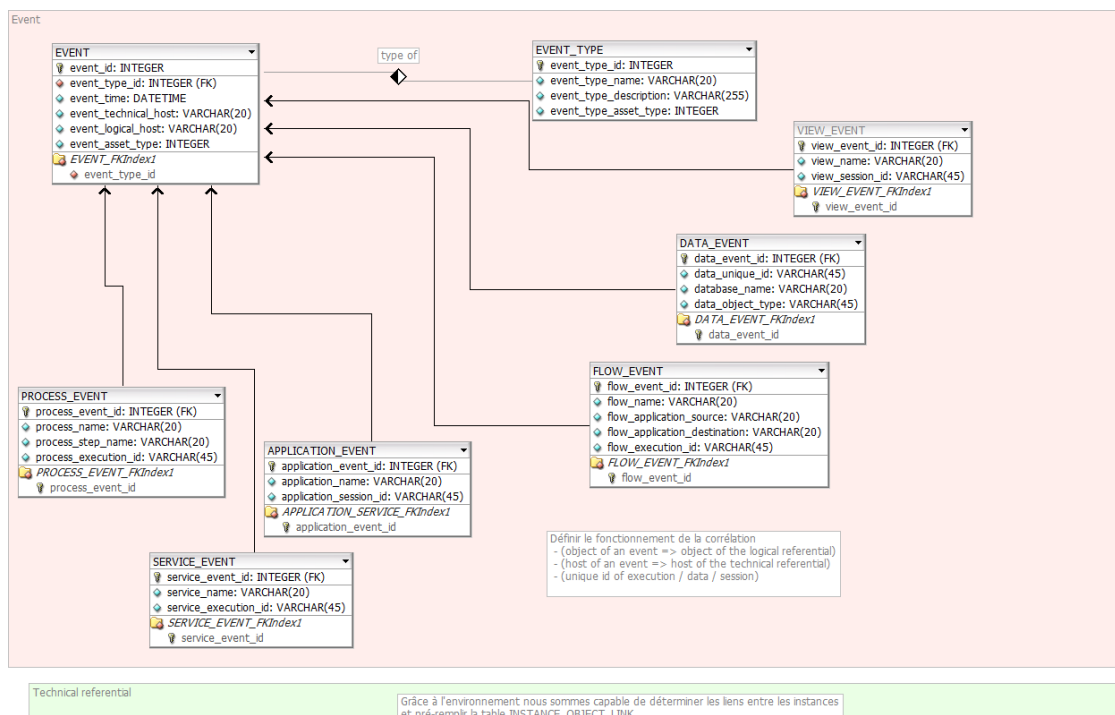 Event
EVENT
event_id: INTEGER
event_type_id: INTEGER (FK)
event_time: DATETIME
event_technical_host: VARCHAR(20)
event_logical_host: VARCHAR(20)
event_asset_type: INTEGER
EVENT_FKIndex1
event_type_id
type of
EVENT_TYPE
event_type_id: INTEGER
event_type_name: VARCHAR(20)
event_type_description: VARCHAR(255)
event_type_asset_type: INTEGER
VIEW_EVENT
view_event_id: INTEGER (FK)
view_name: VARCHAR(20)
view_session_id: VARCHAR(45)
VIEW_EVENT_FKIndex1
view_event_id
DATA_EVENT
data_event_id: INTEGER (FK)
data_unique_id: VARCHAR(45)
database_name: VARCHAR(20)
data_object_type: VARCHAR(45)
DATA_EVENT_FKIndex1
data_event_id
FLOW_EVENT
flow_event_id: INTEGER (FK)
flow_name: VARCHAR(20)
flow_application_source: VARCHAR(20)
flow_application_destination: VARCHAR(20)
flow_execution_id: VARCHAR(45)
FLOW_EVENT_FKIndex1
flow_event_id
PROCESS_EVENT
process_event_id: INTEGER (FK)
process_name: VARCHAR(20)
process_step_name: VARCHAR(20)
process_execution_id: VARCHAR(45)
PROCESS_EVENT_FKIndex1
process_event_id
APPLICATION_EVENT
application_event_id: INTEGER (FK)
application_name: VARCHAR(20)
application_session_id: VARCHAR(45)
APPLICATION_SERVICE_FKIndex1
application_event_id
SERVICE_EVENT
service_event_id: INTEGER (FK)
service_name: VARCHAR(20)
service_execution_id: VARCHAR(45)
SERVICE_EVENT_FKIndex1
service_event_id
Définir le fonctionnement de la corrélation
- (object of an event => object of the logical referential)
- (host of an event => host of the technical referential)
- (unique id of execution / data / session)
Technical referential
Grâce à l'environnement nous sommes capable de déterminer les liens entre les instances
et pré-remplir la table INSTANCE_OBJECT_LINK